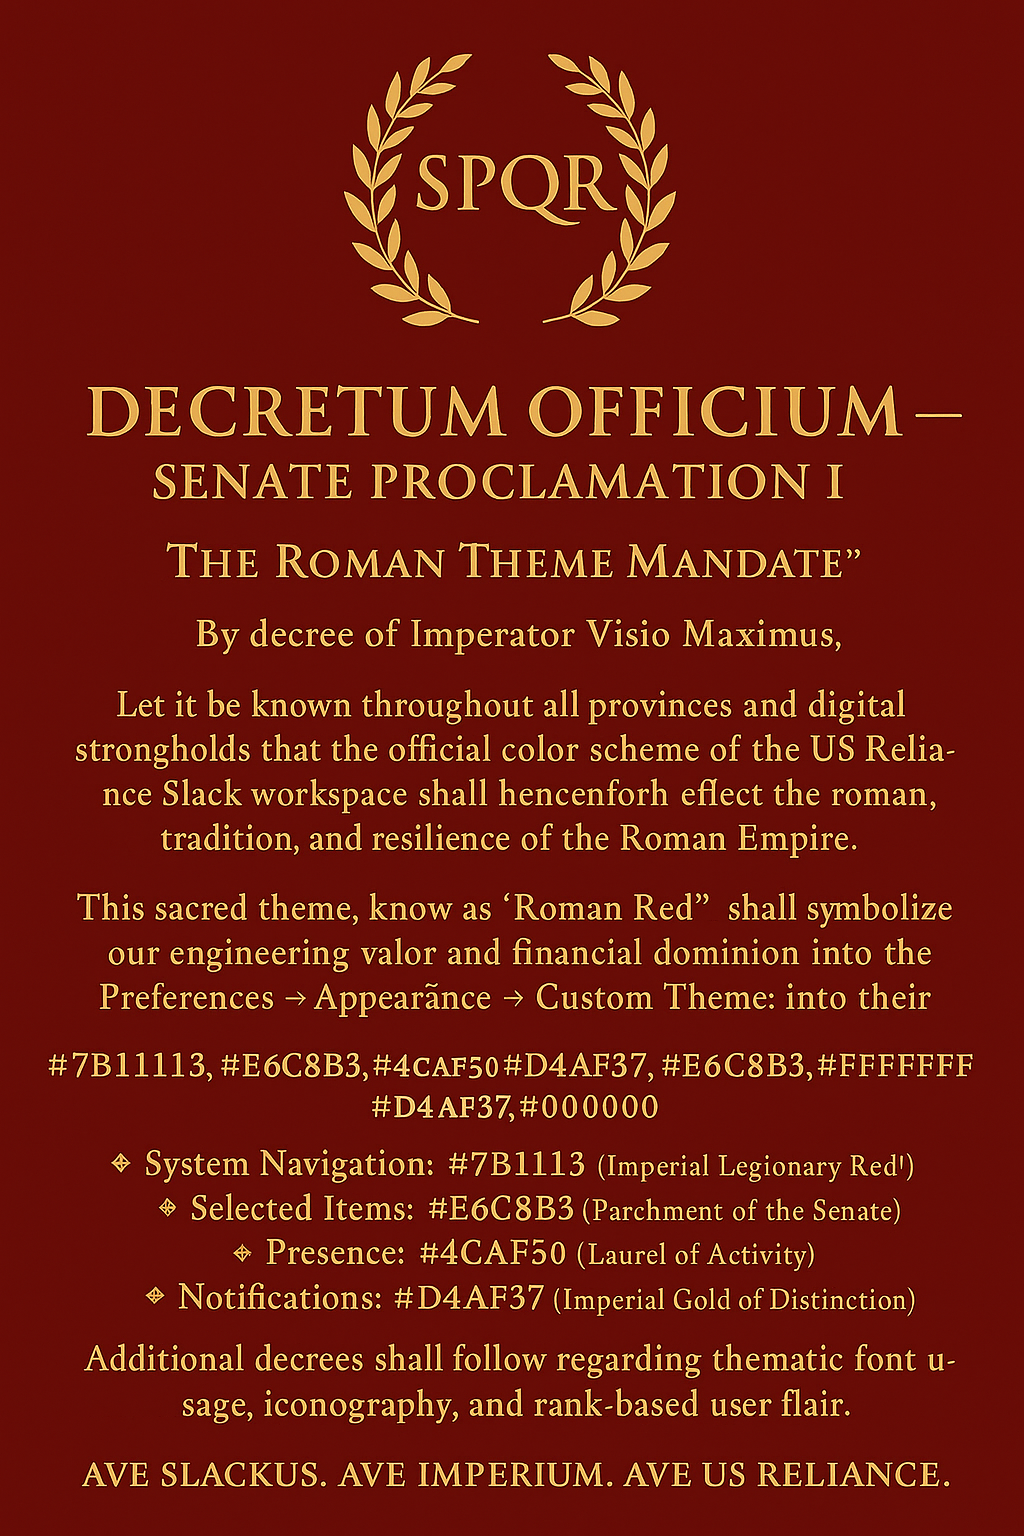 SPQR
DECRETUM OFFICIUM—
SENATE PROCLAMATION I
THE ROMAN THEME MANDATE”
By decree of Imperator Visio Maximus,
Let it be known throughout all provinces and digital
strongholds that the official color scheme of the US Relia-
nce Slack workspace shall hencenforh eflect the roman,
tradition, and resilience of the Roman Empire.
This sacred theme, know as ‘Roman Red” shall symbolize
our engineering valor and financial dominion into the
Preferences → Appearãnce → Custom Theme: into their
#7B11113, #E6C8B3,#4CAF50#D4AF37, #E6C8B3,#FFFFFFF
#D4AF37,#000000
System Navigation: #7B1113 (Imperial Legionary Red')
Selected Items: #E6C8B3 (Parchment of the Senate)
Presence: #4CAF50 (Laurel of Activity)
Notifications: #D4AF37 (Imperial Gold of Distinction)
Additional decrees shall follow regarding thematic font u-
sage, iconography, and rank-based user flair.
AVE SLACKUS. AVE IMPERIUM. AVE US RELIANCE.